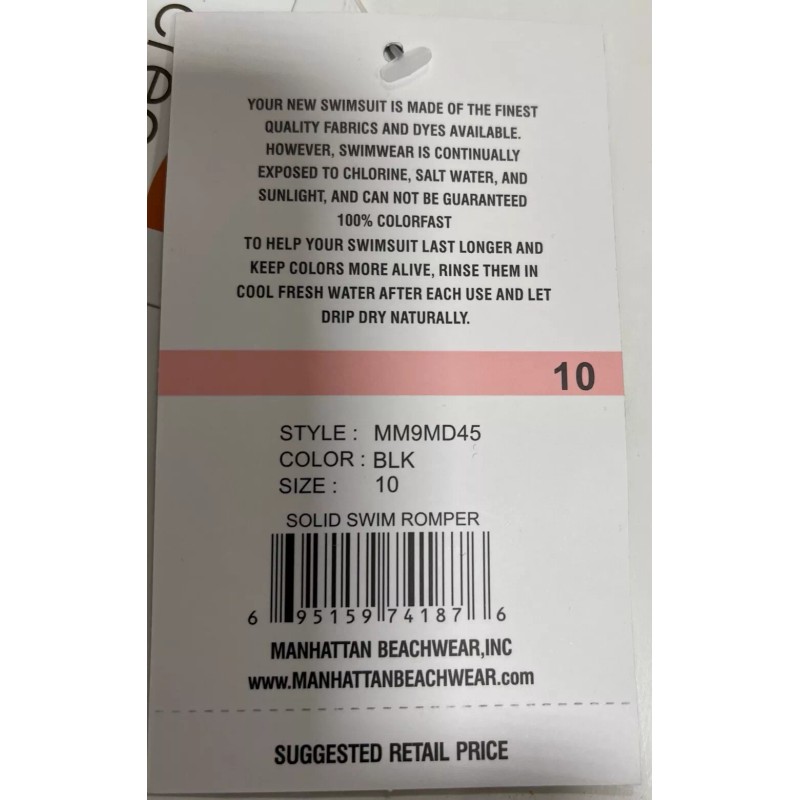 YOUR NEW SWIMSUIT IS MADE OF THE FINEST
QUALITY FABRICS AND DYES AVAILABLE.
HOWEVER, SWIMWEAR IS CONTINUALLY
EXPOSED TO CHLORINE, SALT WATER, AND
SUNLIGHT, AND CAN NOT BE GUARANTEED
100% COLORFAST
TO HELP YOUR SWIMSUIT LAST LONGER AND
KEEP COLORS MORE ALIVE, RINSE THEM IN
COOL FRESH WATER AFTER EACH USE AND LET
DRIP DRY NATURALLY.
10
STYLE : MM9MD45
COLOR : BLK
SIZE : 10
SOLID SWIM ROMPER
6 95159 74187 6
MANHATTAN BEACHWEAR,INC
www.MANHATTANBEACHWEAR.com
SUGGESTED RETAIL PRICE